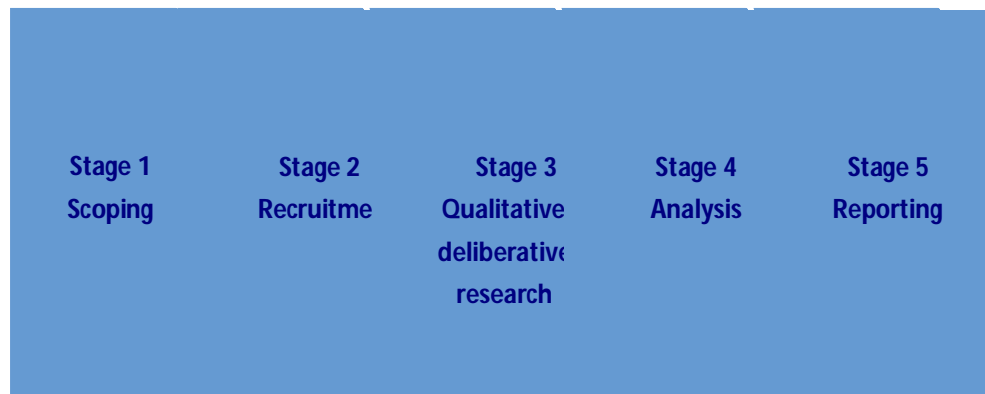 Stage 1
Scoping
Stage 2
Recruitme
Stage 3
Qualitative
deliberative
research
Stage 4
Analysis
Stage 5
Reporting